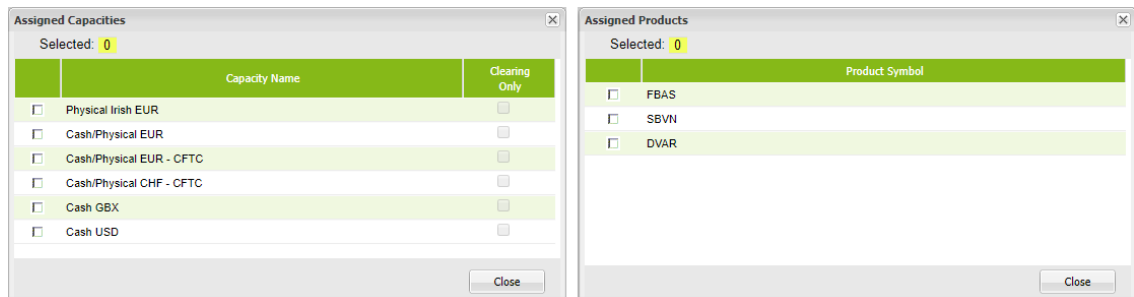 Assigned Capacities
Selected: 0
Capacity Name Clearing Only
Physical Irish EUR
Cash/Physical EUR
Cash/Physical EUR - CFTC
Cash/Physical CHF - CFTC
Cash GBX
Cash USD
Close
Assigned Products
Selected: 0
Product Symbol
FBAS
SBVN
DVAR
Close